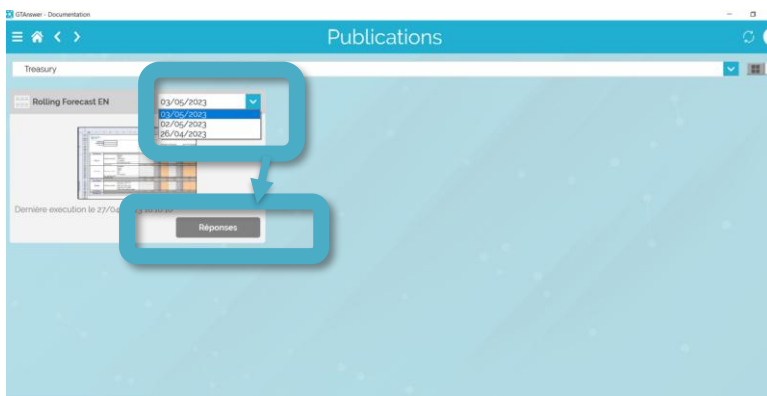 GTAnswer - Documentation
Publications
Treasury
Rolling Forecast EN
03/05/2023
03/05/2023
02/05/2023
26/04/2023
Dernière execution le 27/04
Réponses